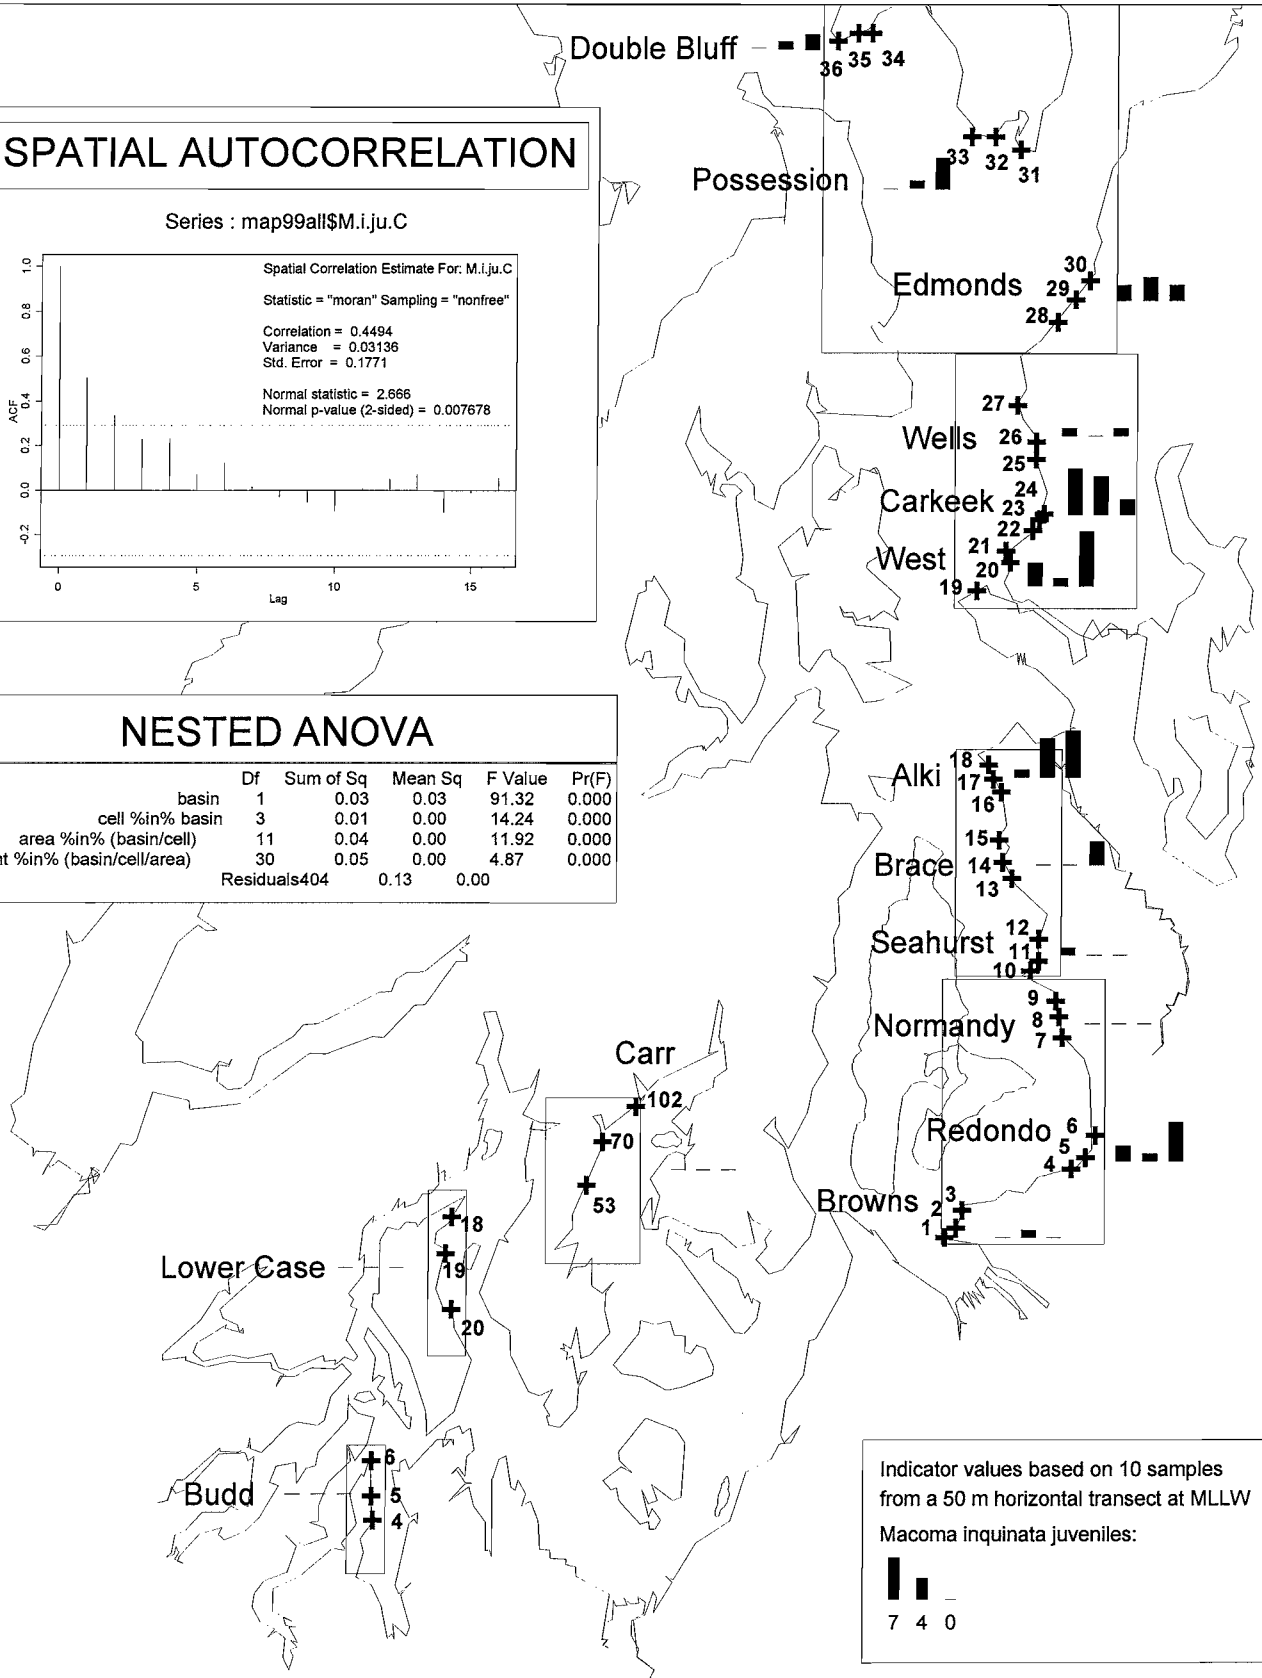 Double Bluff
36 35 34
SPATIAL AUTOCORRELATION
33 32 31
Possession
Series : map99all$M.i.ju.C
Spatial Correlation Estimate For: M.i.ju.C
Statistic = "moran" Sampling = "nonfree"
Correlation = 0.4494
Variance = 0.03136
Std. Error = 0.1771
Normal statistic = 2.666
Normal p-value (2-sided) = 0.007678
ACF
1.0
0.8
0.6
0.4
0.2
0.0
-0.2
0 5 10 15
Lag
30
Edmonds 29
28
27
Wells 26
25
24
Carkeek 23
22
21
West 20
19
NESTED ANOVA
Df Sum of Sq Mean Sq F Value Pr(F)
basin 1 0.03 0.03 91.32 0.000
cell %in% basin 3 0.01 0.00 14.24 0.000
area %in% (basin/cell) 11 0.04 0.00 11.92 0.000
t %in% (basin/cell/area) 30 0.05 0.00 4.87 0.000
Residuals404 0.13 0.00
18
Alki 17
16
15
Brace 14
13
12
Seahurst 11
10
9
Normandy 8
7
Carr
102
70
53
6
Redondo 5
4
Browns 3
2
1
18
Lower Case 19
20
6
Budd 5
4
Indicator values based on 10 samples
from a 50 m horizontal transect at MLLW
Macoma inquinata juveniles:
7 4 0